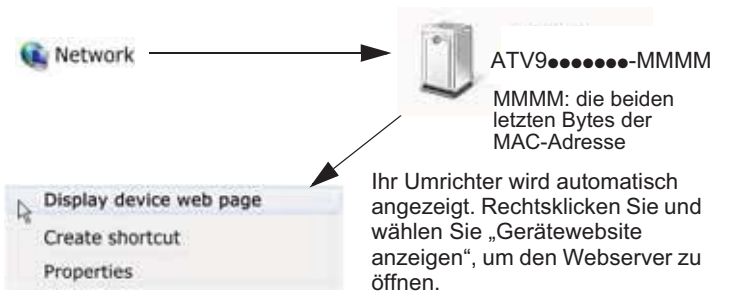 Network
ATV9●●●●●●●-MMMM
MMMM: die beiden
letzten Bytes der
MAC-Adresse
Display device web page
Create shortcut
Properties
Ihr Umrichter wird automatisch
angezeigt. Rechtsklicken Sie und
wählen Sie „Gerätewebsite
anzeigen“, um den Webserver zu
öffnen.